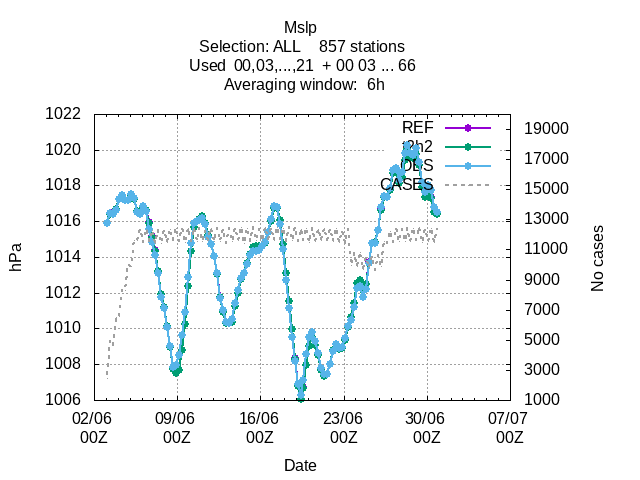 Mslp
Selection: ALL 857 stations
Used 00,03,...,21 + 00 03 ... 66
Averaging window: 6h
1022
1020
1018
1016
1014
1012
1010
1008
1006
hPa
REF
OBS
CASES
19000
17000
15000
13000
11000
9000
7000
5000
3000
1000
No cases
02/06 09/06 16/06 23/06 30/06 07/07
00Z 00Z 00Z 00Z 00Z 00Z
Date